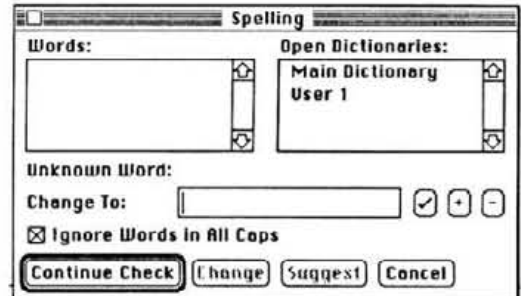 Spelling
Words: Open Dictionaries:
Main Dictionary
User 1
Unknown Word:
Change To:
Ignore Words in All Caps
Continue Check Change Suggest Cancel